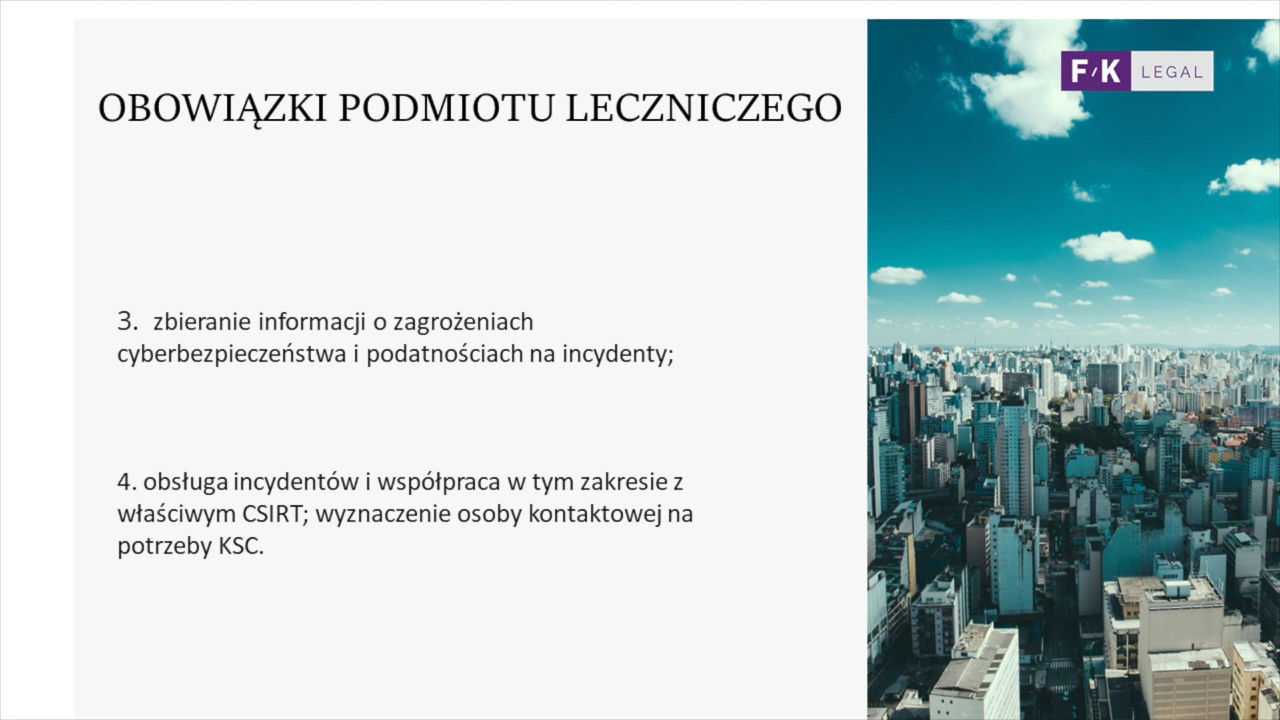 OBOWIĄZKI PODMIOTU LECZNICZEGO
F/K LEGAL
3. zbieranie informacji o zagrożeniach
cyberbezpieczeństwa i podatnościach na incydenty;
4. obsługa incydentów i współpraca w tym zakresie z
właściwym CSIRT; wyznaczenie osoby kontaktowej na
potrzeby KSC.